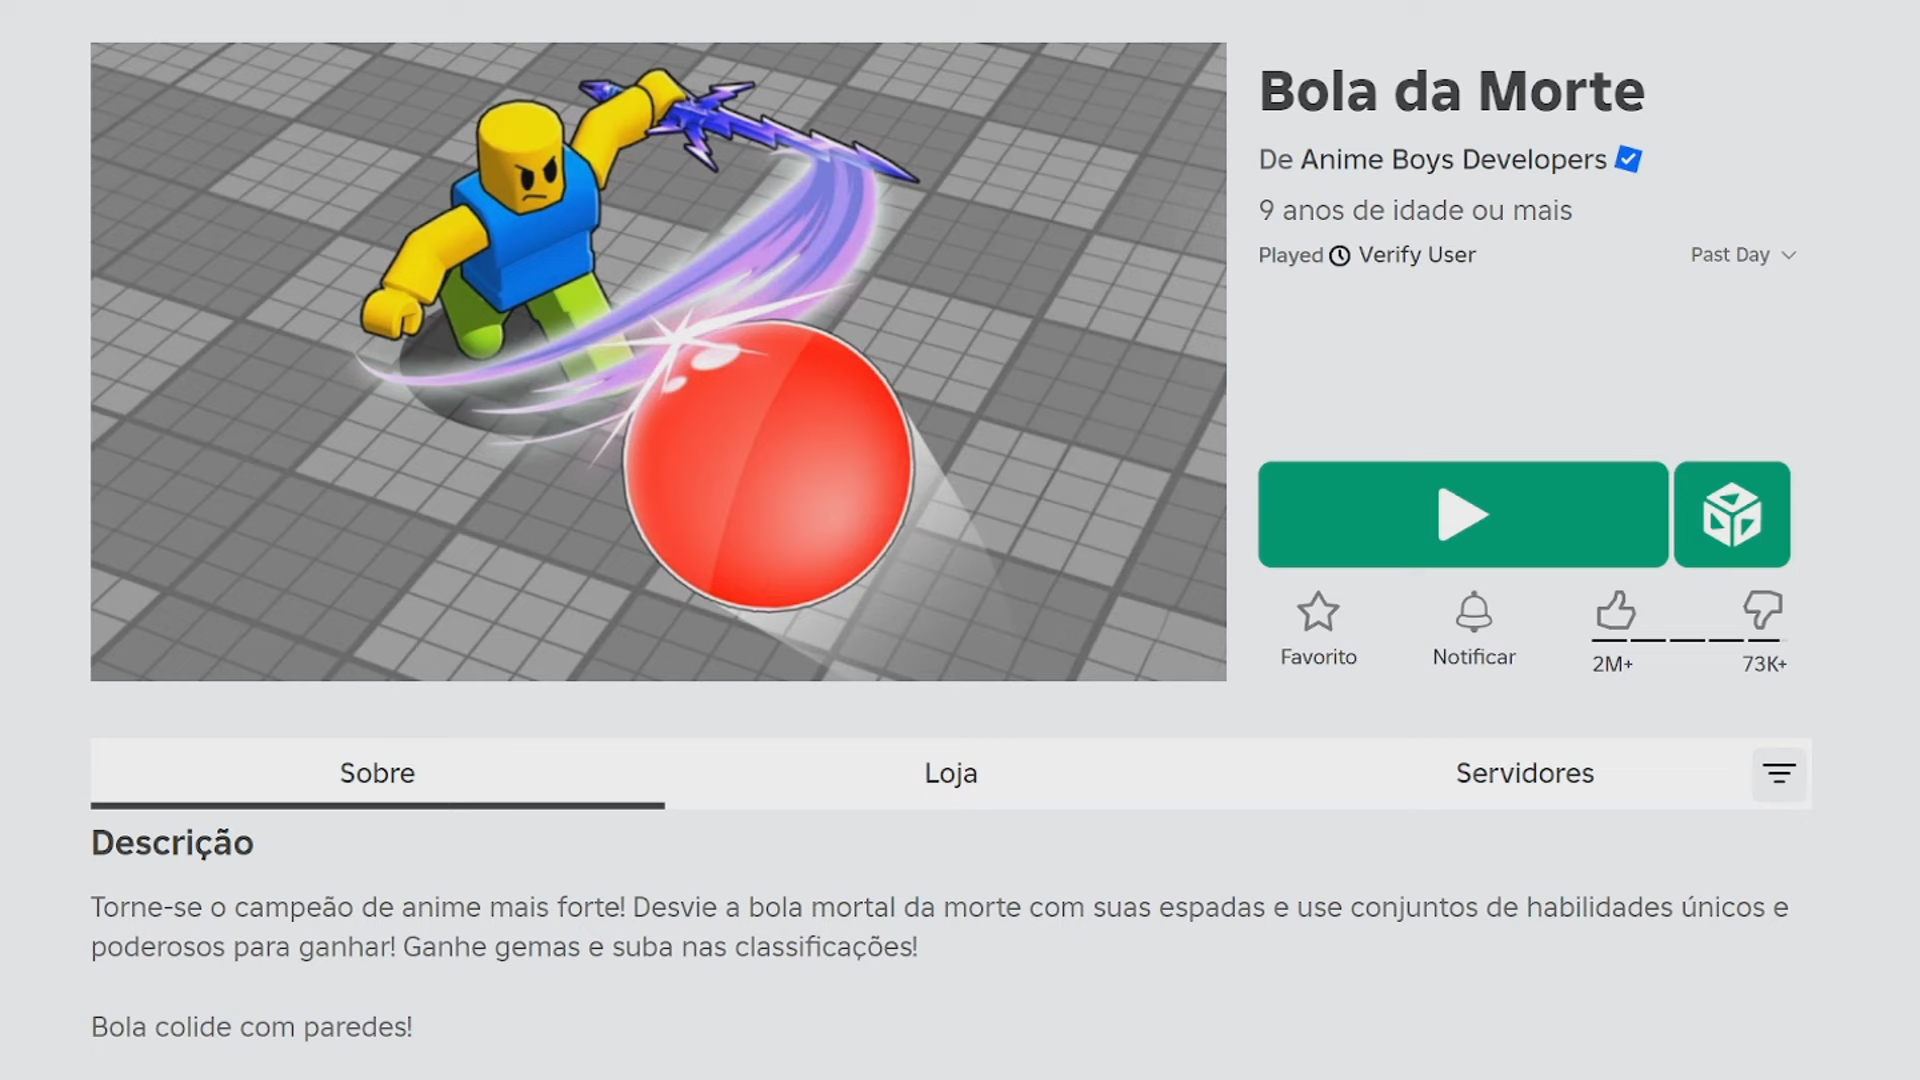 Bola da Morte
De Anime Boys Developers
9 anos de idade ou mais
Played Verify User
Past Day
Favorito
Notificar
2M+
73K+
Sobre
Loja
Servidores
Descrição
Torne-se o campeão de anime mais forte! Desvie a bola mortal da morte com suas espadas e use conjuntos de habilidades únicos e
poderosos para ganhar! Ganhe gemas e suba nas classificações!
Bola colide com paredes!